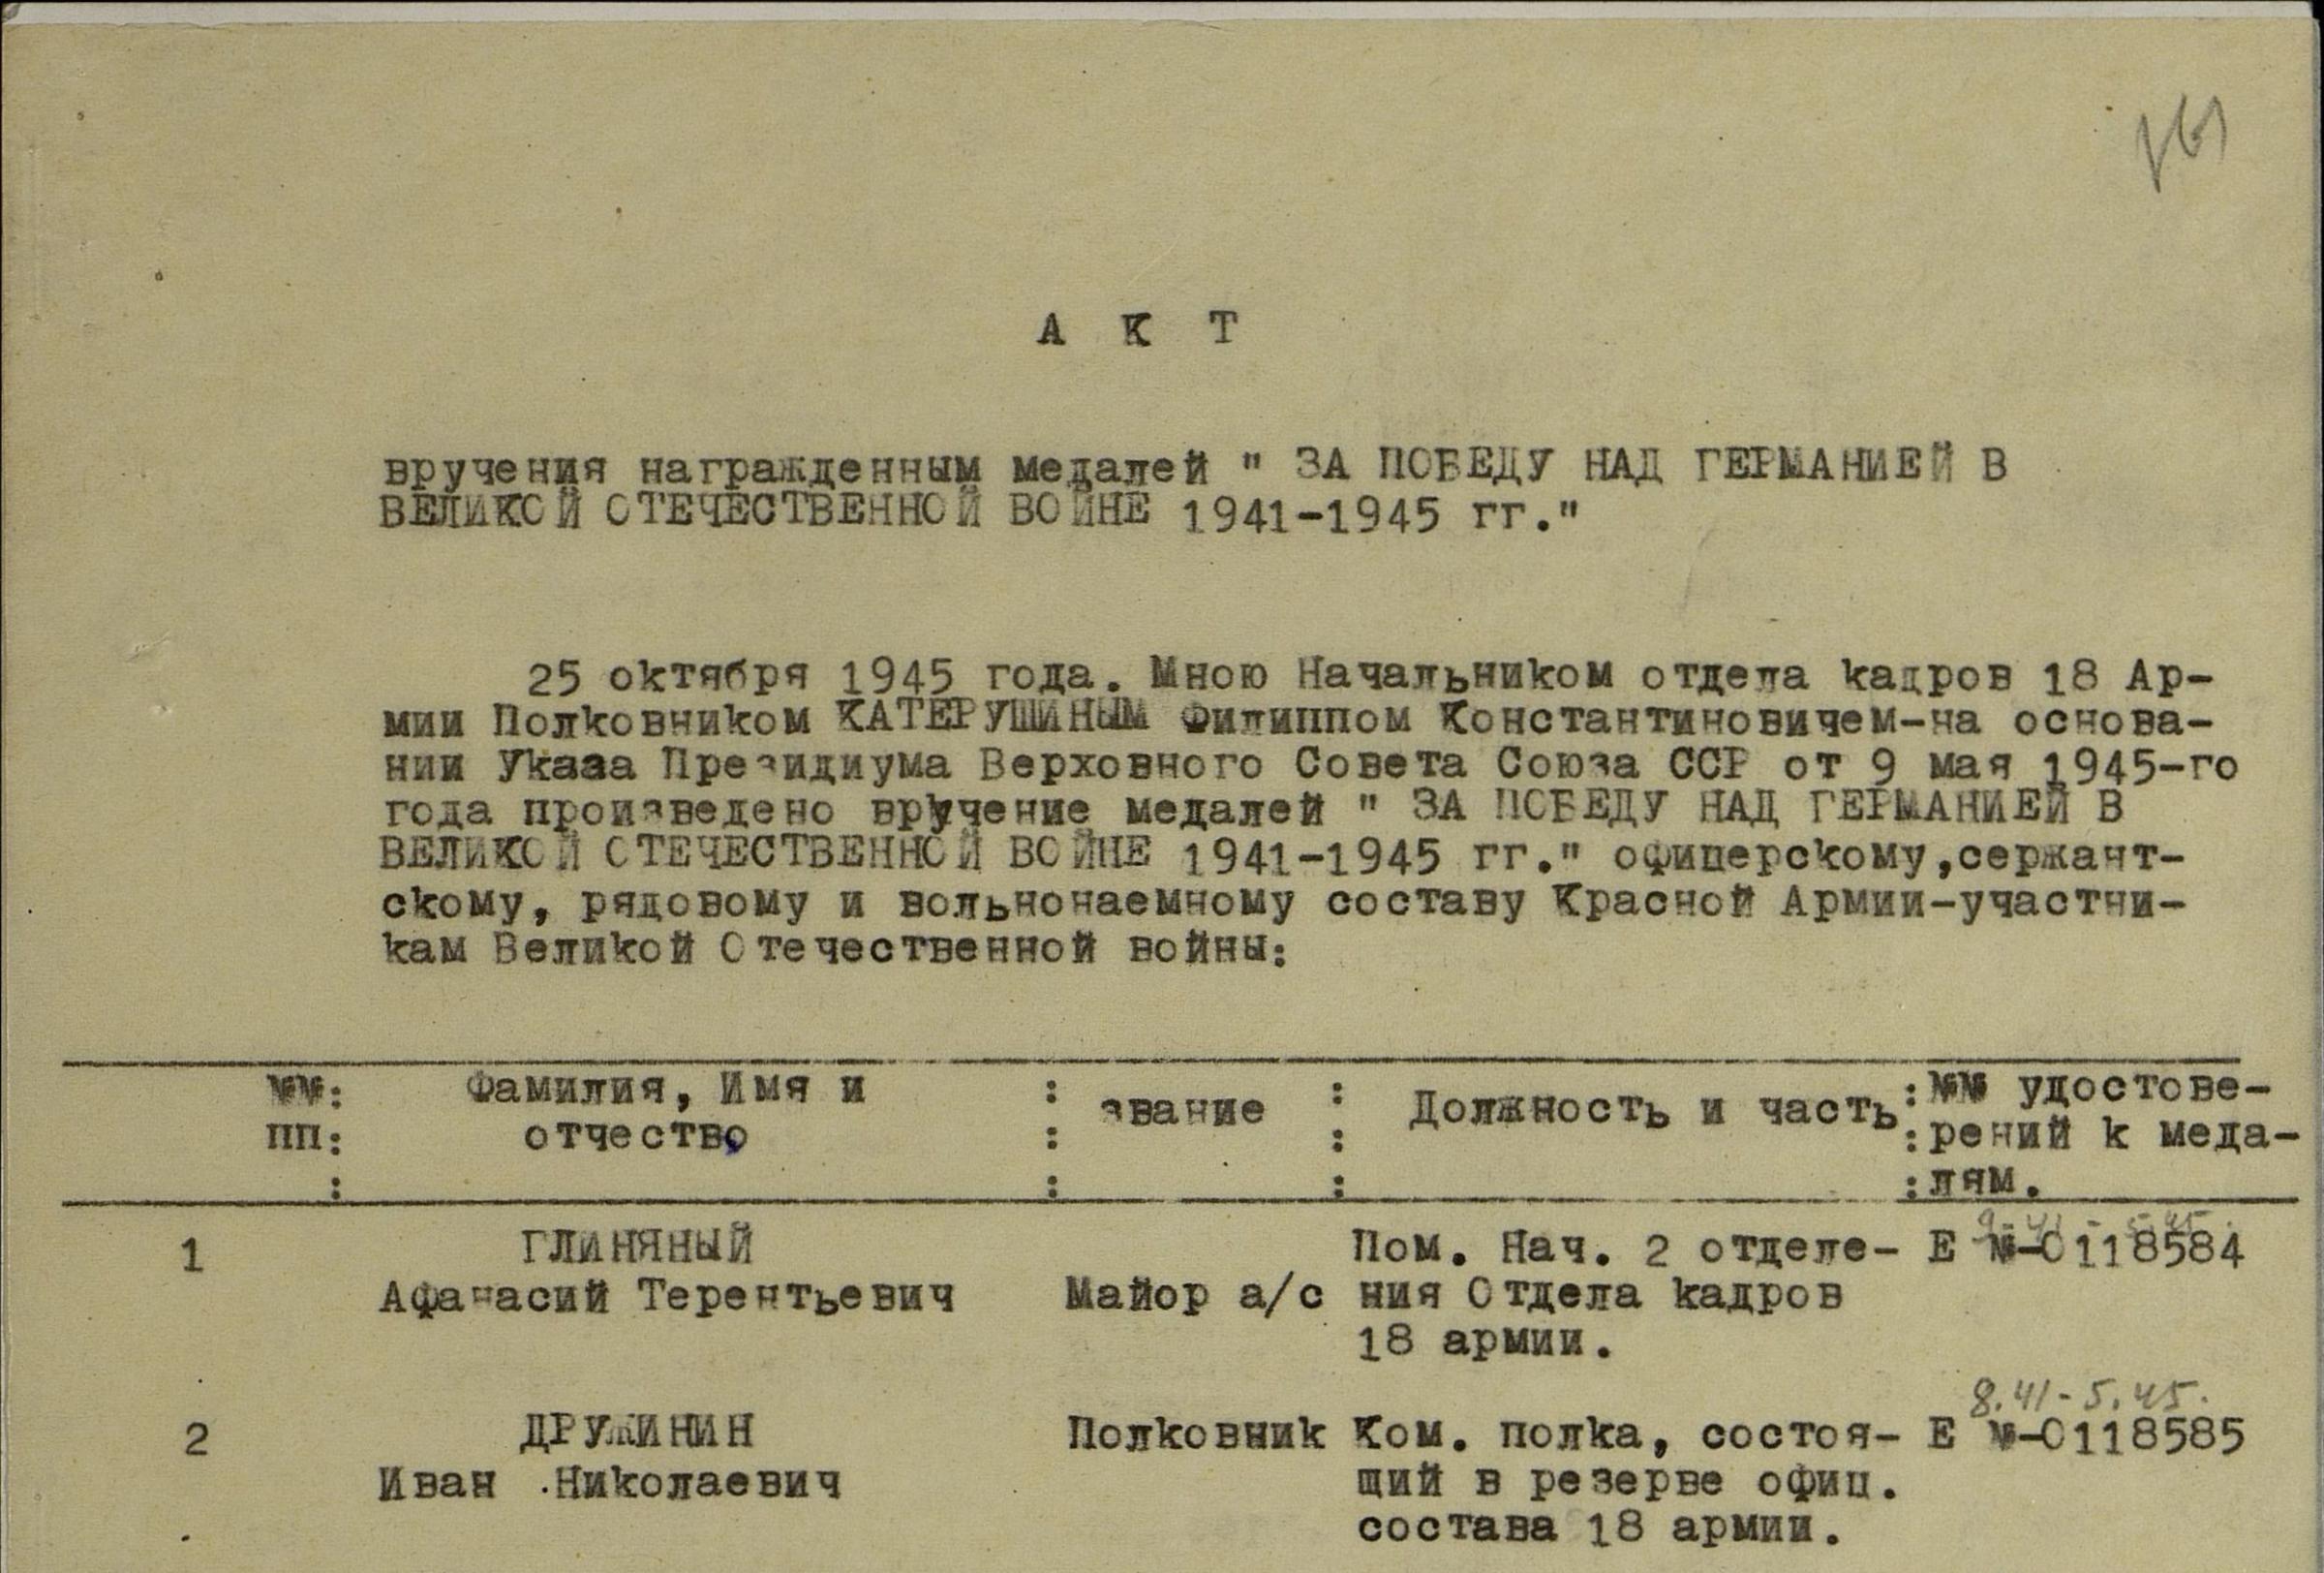 А К Т
вручения награжденным медалей " ЗА ПОБЕДУ НАД ГЕРМАНИЕЙ В
ВЕЛИКОЙ ОТЕЧЕСТВЕННОЙ ВОЙНЕ 1941-1945 гг."
25 октября 1945 года. Мною Начальником отдела кадров 18 Ар-
мии Полковником КАТЕРУШИНЫМ Филиппом Константиновичем-на основа-
нии Указа Президиума Верховного Совета Союза ССР от 9 мая 1945-го
года произведено вручение медалей " ЗА ПОБЕДУ НАД ГЕРМАНИЕЙ В
ВЕЛИКОЙ ОТЕЧЕСТВЕННОЙ ВОЙНЕ 1941-1945 гг." офицерскому,сержант-
скому, рядовому и вольнонаемному составу Красной Армии-участни-
кам Великой Отечественной войны:
№№: Фамилия, Имя и : звание : Должность и часть :№№ удостове-
пп: отчество : : :рений к меда-
: : : :лям.
1 ГЛИНЯНЫЙ Пом. Нач. 2 отделе- Е №-0118584
Афанасий Терентьевич Майор а/с ния Отдела кадров
18 армии.
8.41-5.45.
2 ДРУЖИНИН Полковник Ком. полка, состоя- Е №-0118585
Иван Николаевич щий в резерве офиц.
состава 18 армии.